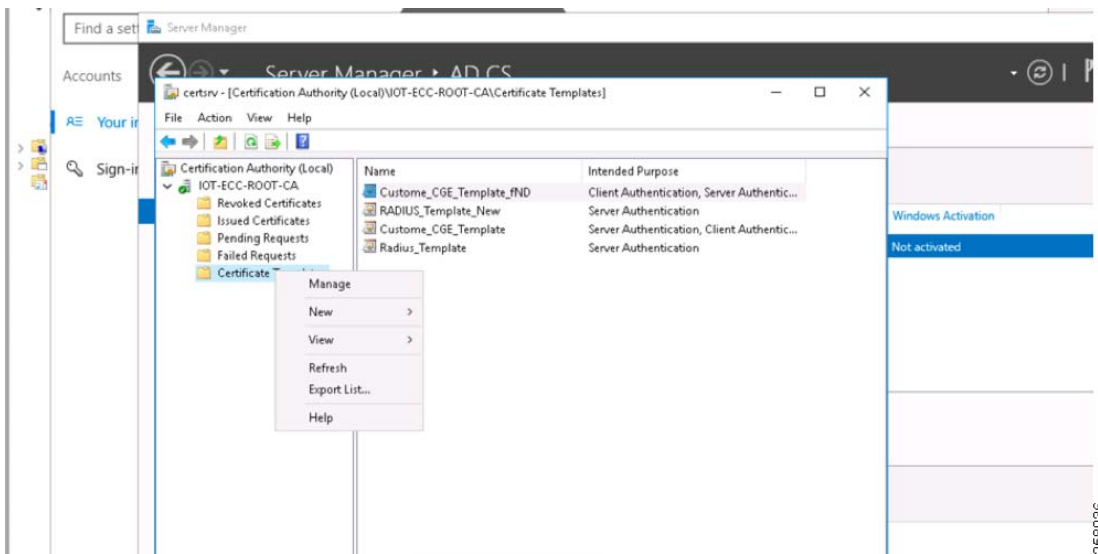 Find a set
Server Manager
Accounts
Server Manager • AD CS
certsrv - [Certification Authority (Local)\IOT-ECC-ROOT-CA\Certificate Templates]
File Action View Help
Your in
Sign-in
Certification Authority (Local)
IOT-ECC-ROOT-CA
Revoked Certificates
Issued Certificates
Pending Requests
Failed Requests
Certificate
Name Intended Purpose
Custome_CGE_Template_fND Client Authentication, Server Authentic...
RADIUS_Template_New Server Authentication
Custome_CGE_Template Server Authentication, Client Authentic...
Radius_Template Server Authentication
Windows Activation
Not activated
Manage
New
View
Refresh
Export List...
Help